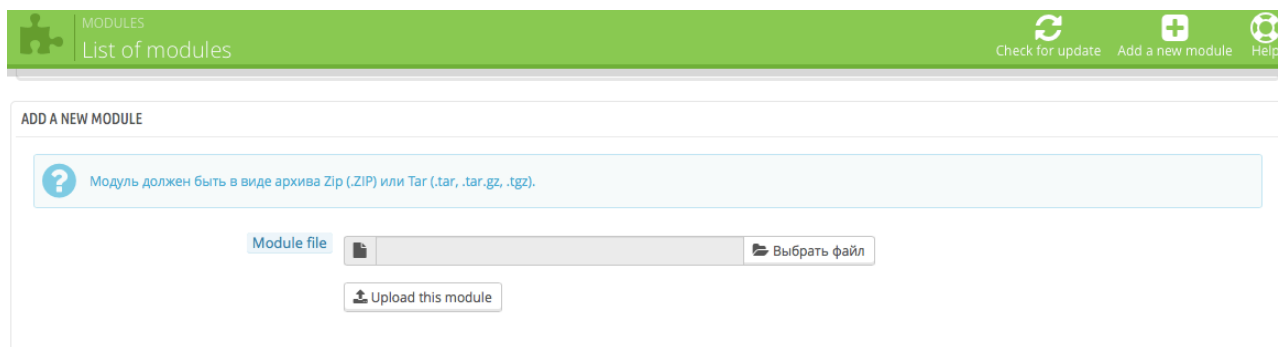 MODULES
List of modules
Check for update Add a new module Help
ADD A NEW MODULE
Модуль должен быть в виде архива Zip (.ZIP) или Tar (.tar, .tar.gz, .tgz).
Module file
Выбрать файл
Upload this module